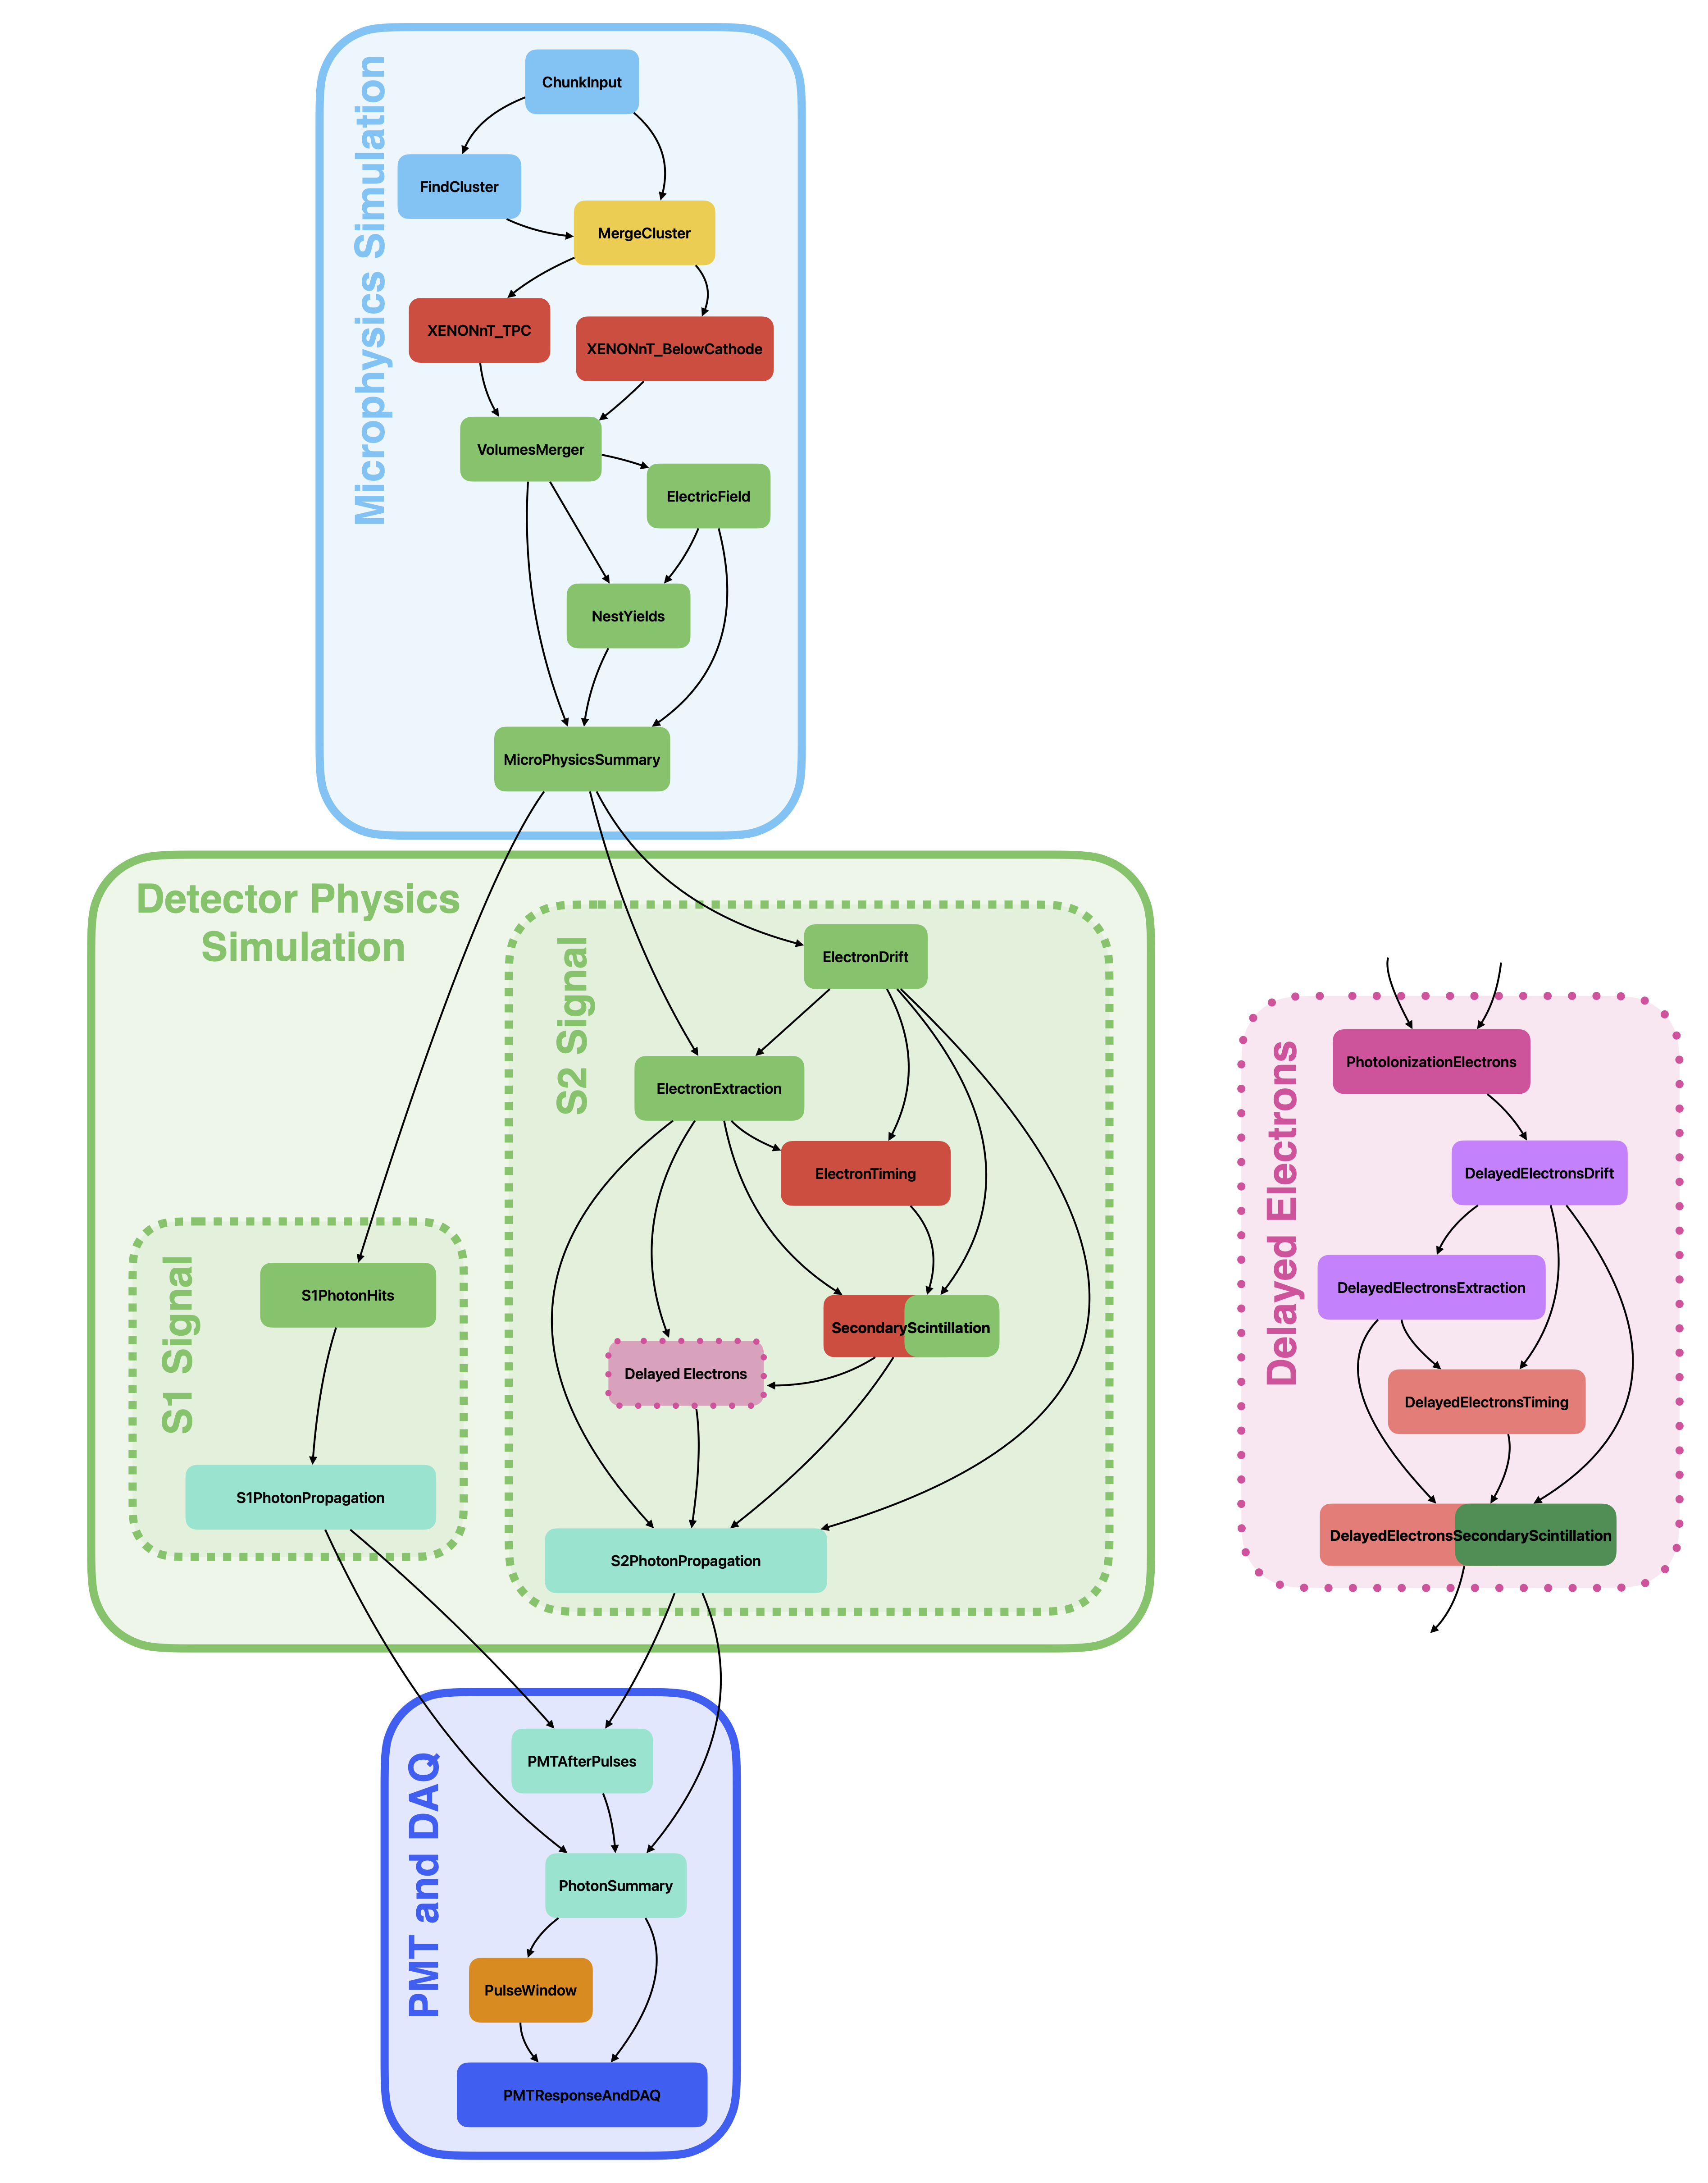 Microphysics Simulation
ChunkInput
FindCluster
MergeCluster
XENONnT_TPC
XENONnT_BelowCathode
VolumesMerger
ElectricField
NestYields
MicroPhysicsSummary
Detector Physics
Simulation
S2 Signal
ElectronDrift
ElectronExtraction
ElectronTiming
SecondaryScintillation
Delayed Electrons
S2PhotonPropagation
S1 Signal
S1PhotonHits
S1PhotonPropagation
Delayed Electrons
PhotoIonizationElectrons
DelayedElectronsDrift
DelayedElectronsExtraction
DelayedElectronsTiming
DelayedElectronsSecondaryScintillation
PMT and DAQ
PMTAfterPulses
PhotonSummary
PulseWindow
PMTResponseAndDAQ